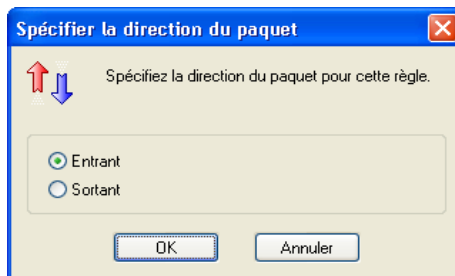 Spécifier la direction du paquet
Spécifiez la direction du paquet pour cette règle.
Entrant
Sortant
OK
Annuler